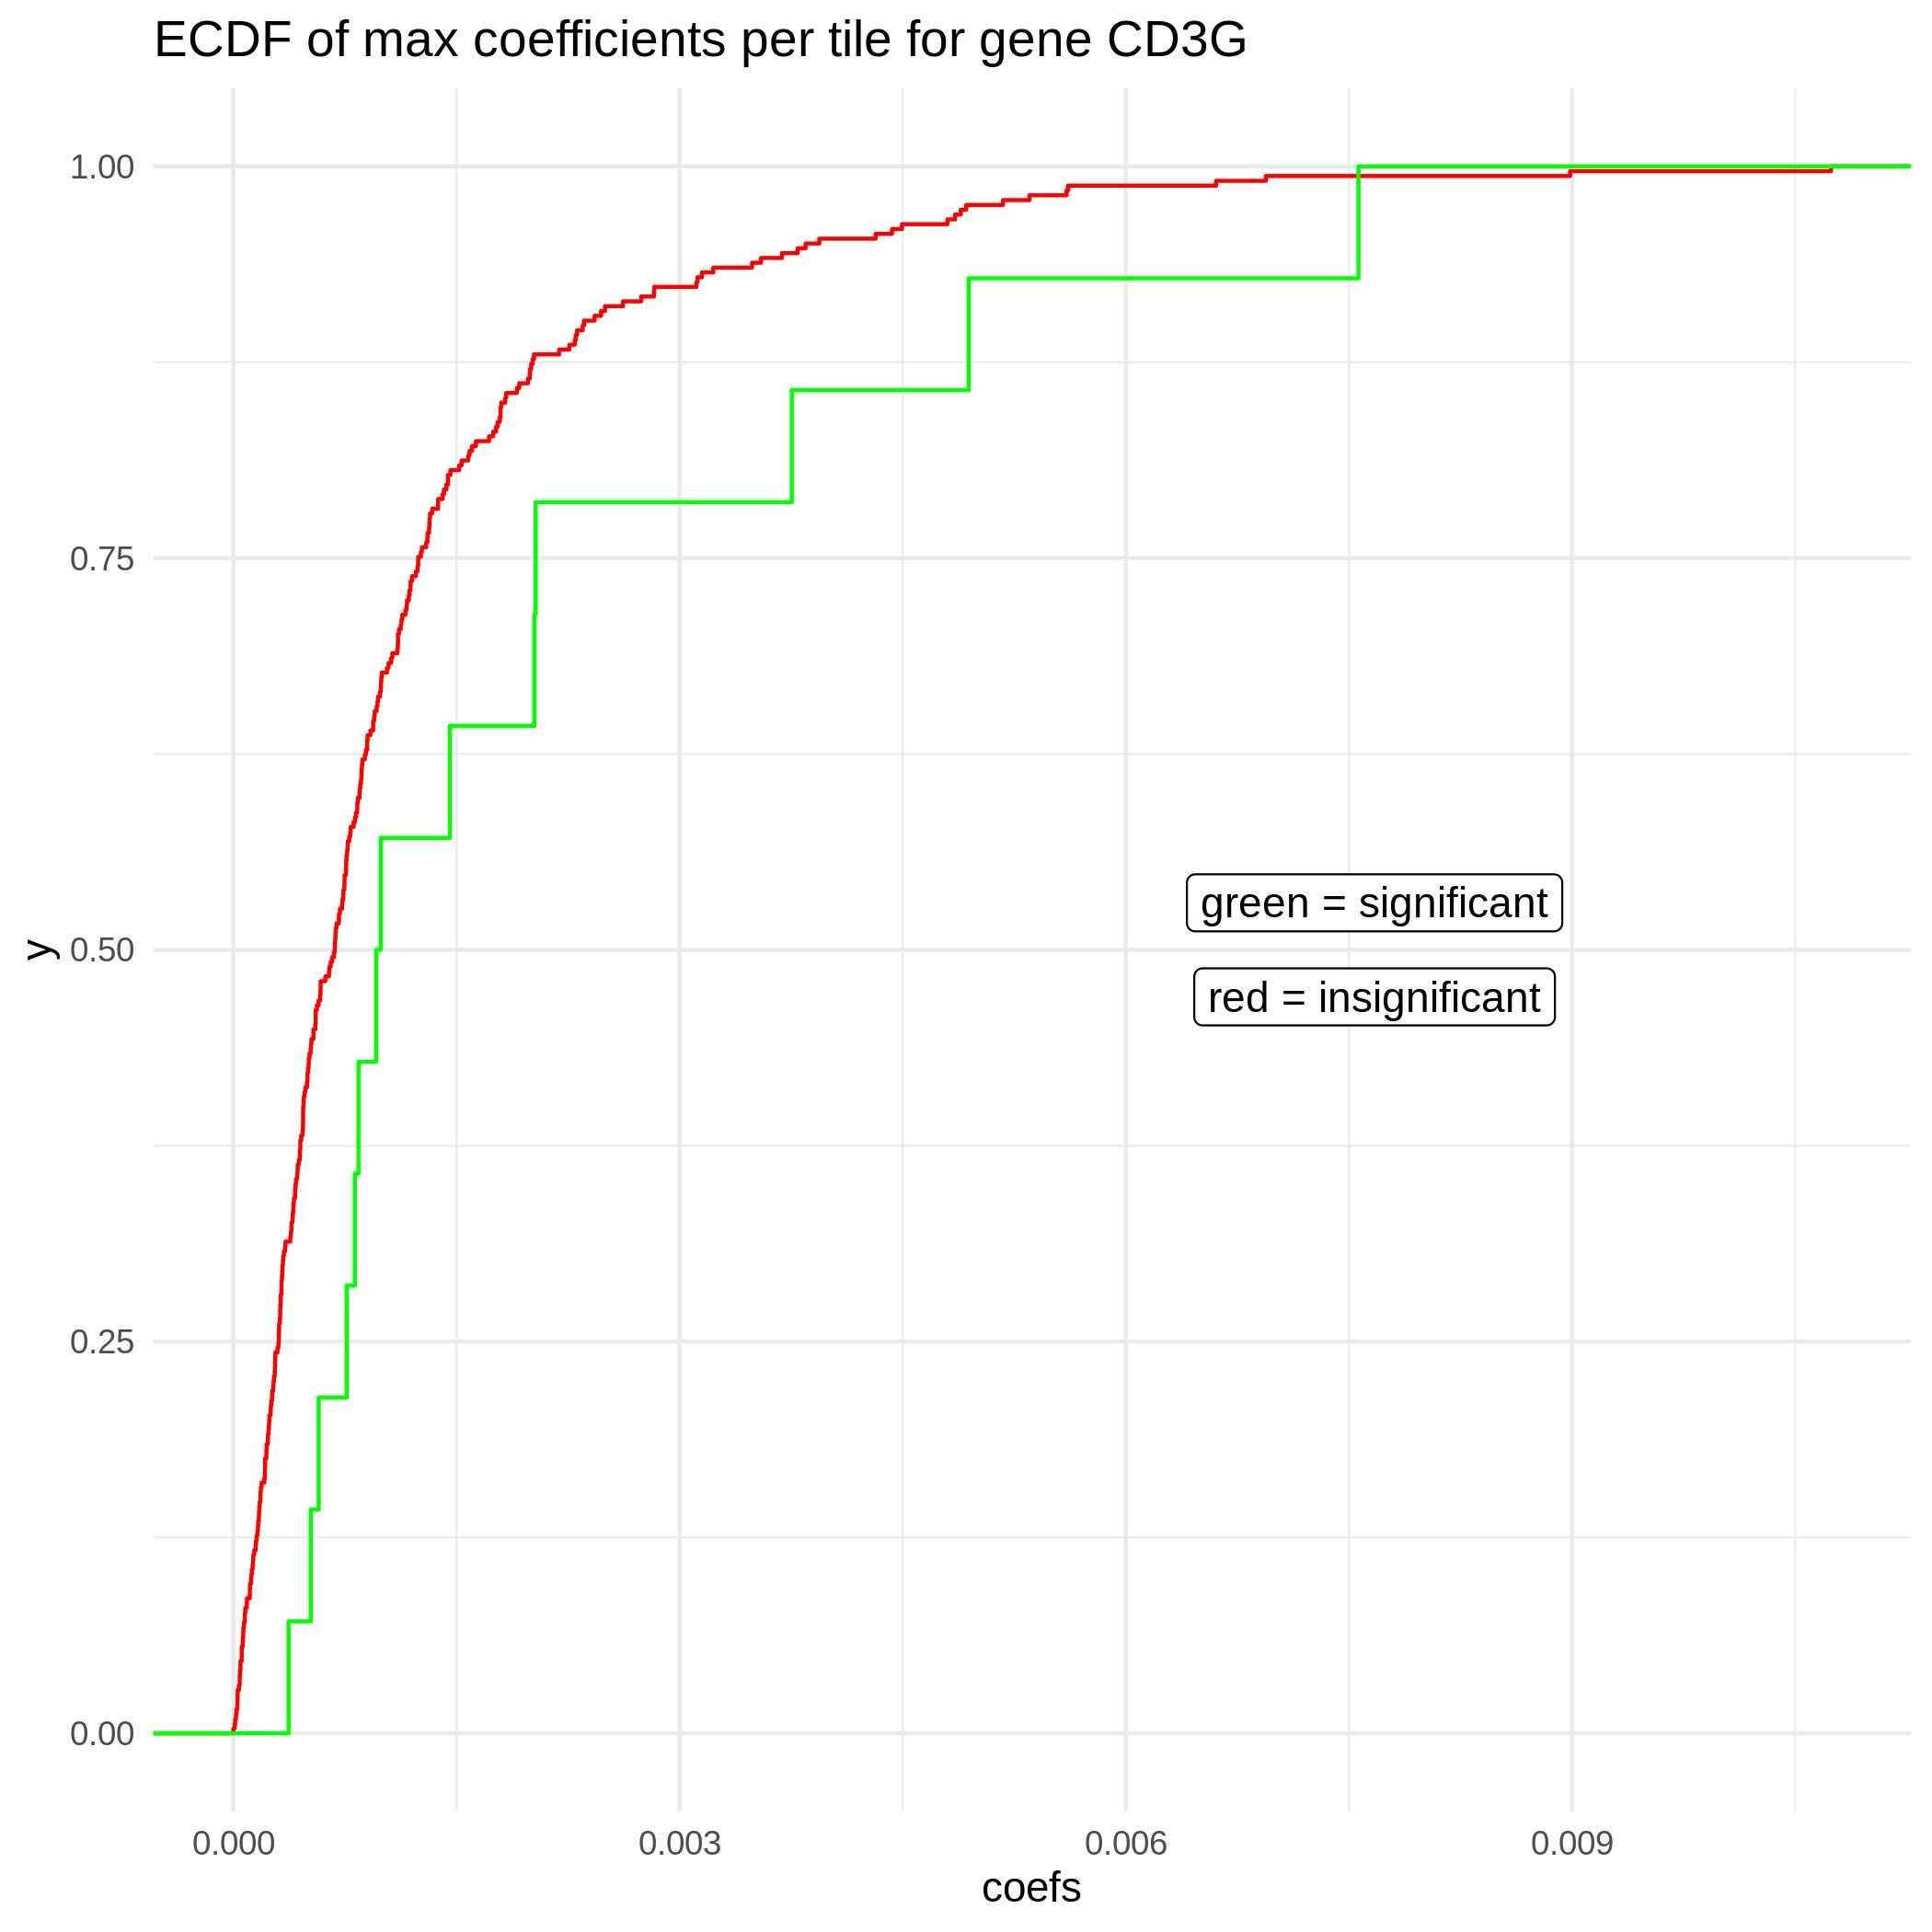 ECDF of max coefficients per tile for gene CD3G
1.00
0.75
0.50
0.25
0.00
y
green = significant
red = insignificant
0.000 0.003 0.006 0.009
coefs